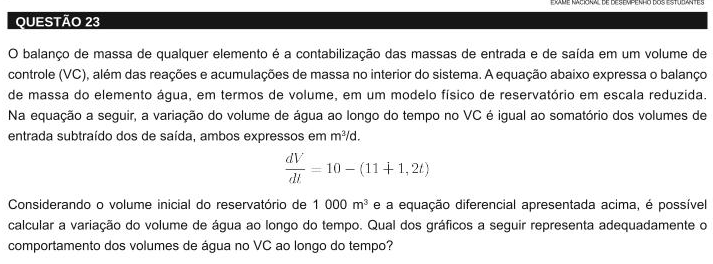 EXAME NACIONAL DE DESEMPENHO DOS ESTUDANTES
QUESTÃO 23
O balanço de massa de qualquer elemento é a contabilização das massas de entrada e de saída em um volume de
controle (VC), além das reações e acumulações de massa no interior do sistema. A equação abaixo expressa o balanço
de massa do elemento água, em termos de volume, em um modelo físico de reservatório em escala reduzida.
Na equação a seguir, a variação do volume de água ao longo do tempo no VC é igual ao somatório dos volumes de
entrada subtraído dos de saída, ambos expressos em m³/d.
dV/dt = 10 − (11 + 1, 2t)
Considerando o volume inicial do reservatório de 1 000 m³ e a equação diferencial apresentada acima, é possível
calcular a variação do volume de água ao longo do tempo. Qual dos gráficos a seguir representa adequadamente o
comportamento dos volumes de água no VC ao longo do tempo?